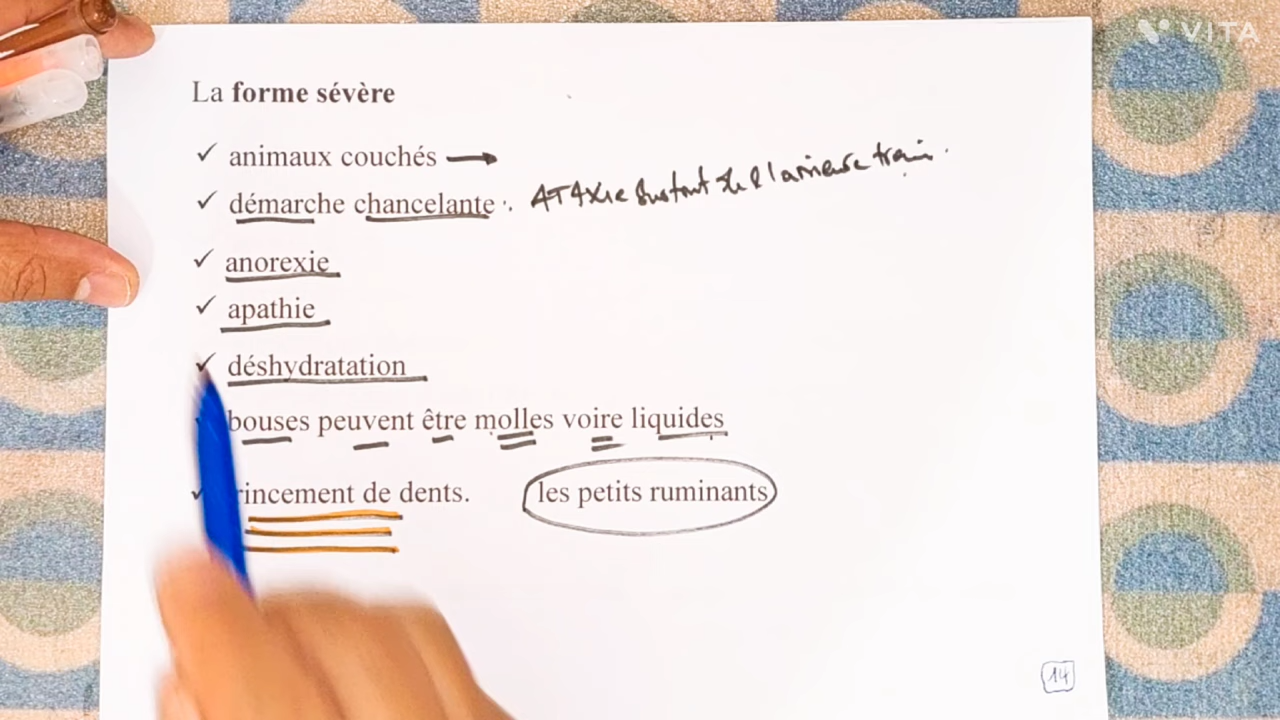 VITA
La forme sévère
✓ animaux couchés →
✓ démarche chancelante . ATAXie surtout de l'arrière train.
✓ anorexie
✓ apathie
✓ déshydratation
bouses peuvent être molles voire liquides
✓ rincement de dents. les petits ruminants
14